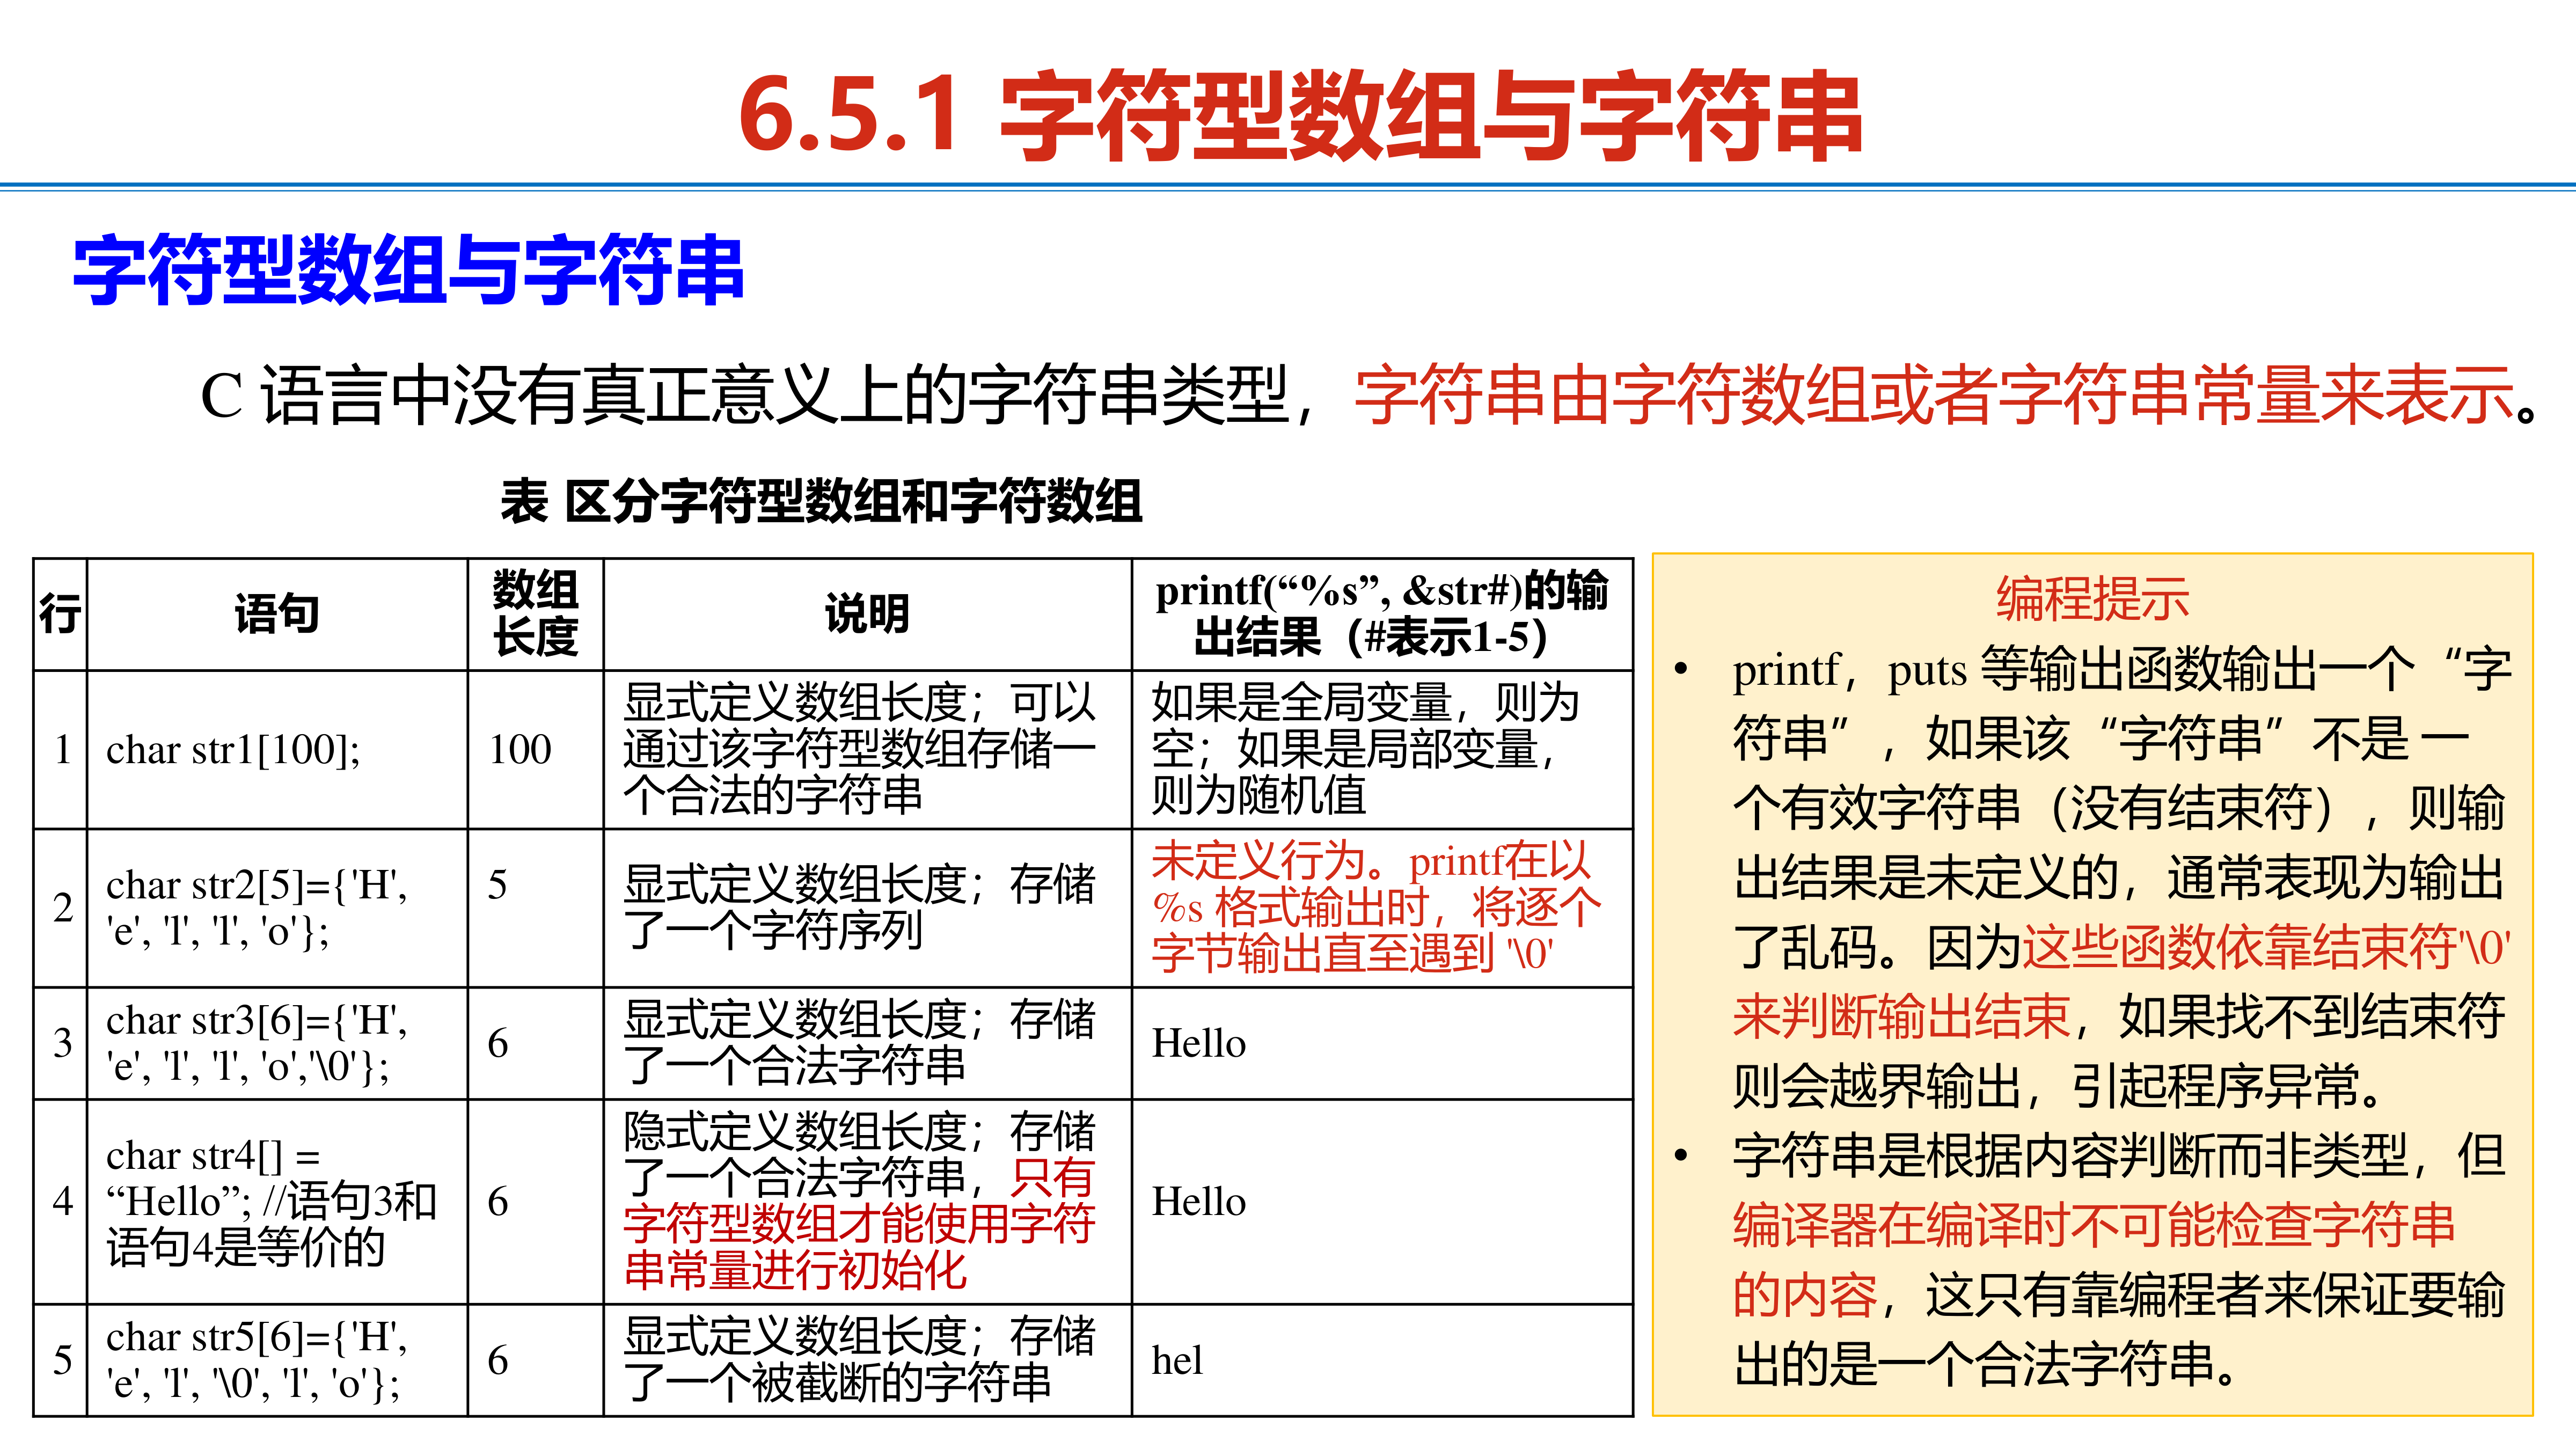 6.5.1 字符型数组与字符串
字符型数组与字符串
C 语言中没有真正意义上的字符串类型，字符串由字符数组或者字符串常量来表示。
表 区分字符型数组和字符数组
行
语句
数组
长度
说明
printf(“%s”, &str#)的输
出结果（#表示1-5）
1
char str1[100];
100
显式定义数组长度；可以
通过该字符型数组存储一
个合法的字符串
如果是全局变量，则为
空；如果是局部变量，
则为随机值
2
char str2[5]={'H',
'e', 'l', 'l', 'o'};
5
显式定义数组长度；存储
了一个字符序列
未定义行为。printf在以
%s 格式输出时，将逐个
字节输出直至遇到 '\0'
3
char str3[6]={'H',
'e', 'l', 'l', 'o','\0'};
6
显式定义数组长度；存储
了一个合法字符串
Hello
4
char str4[] =
“Hello”; //语句3和
语句4是等价的
6
隐式定义数组长度；存储
了一个合法字符串，只有
字符型数组才能使用字符
串常量进行初始化
Hello
5
char str5[6]={'H',
'e', 'l', '\0', 'l', 'o'};
6
显式定义数组长度；存储
了一个被截断的字符串
hel
编程提示
• printf，puts 等输出函数输出一个“字
符串”，如果该“字符串”不是 一
个有效字符串（没有结束符），则输
出结果是未定义的，通常表现为输出
了乱码。因为这些函数依靠结束符'\0'
来判断输出结束，如果找不到结束符
则会越界输出，引起程序异常。
• 字符串是根据内容判断而非类型，但
编译器在编译时不可能检查字符串
的内容，这只有靠编程者来保证要输
出的是一个合法字符串。